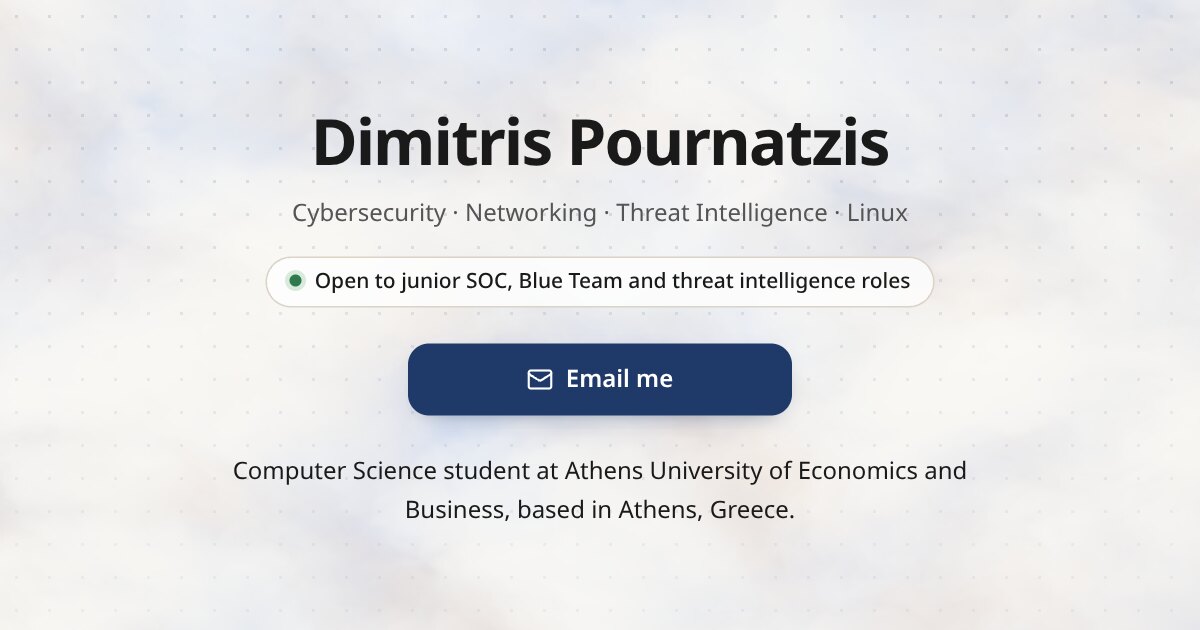 Dimitris Pournatzis
Cybersecurity · Networking · Threat Intelligence · Linux
Open to junior SOC, Blue Team and threat intelligence roles
Email me
Computer Science student at Athens University of Economics and
Business, based in Athens, Greece.